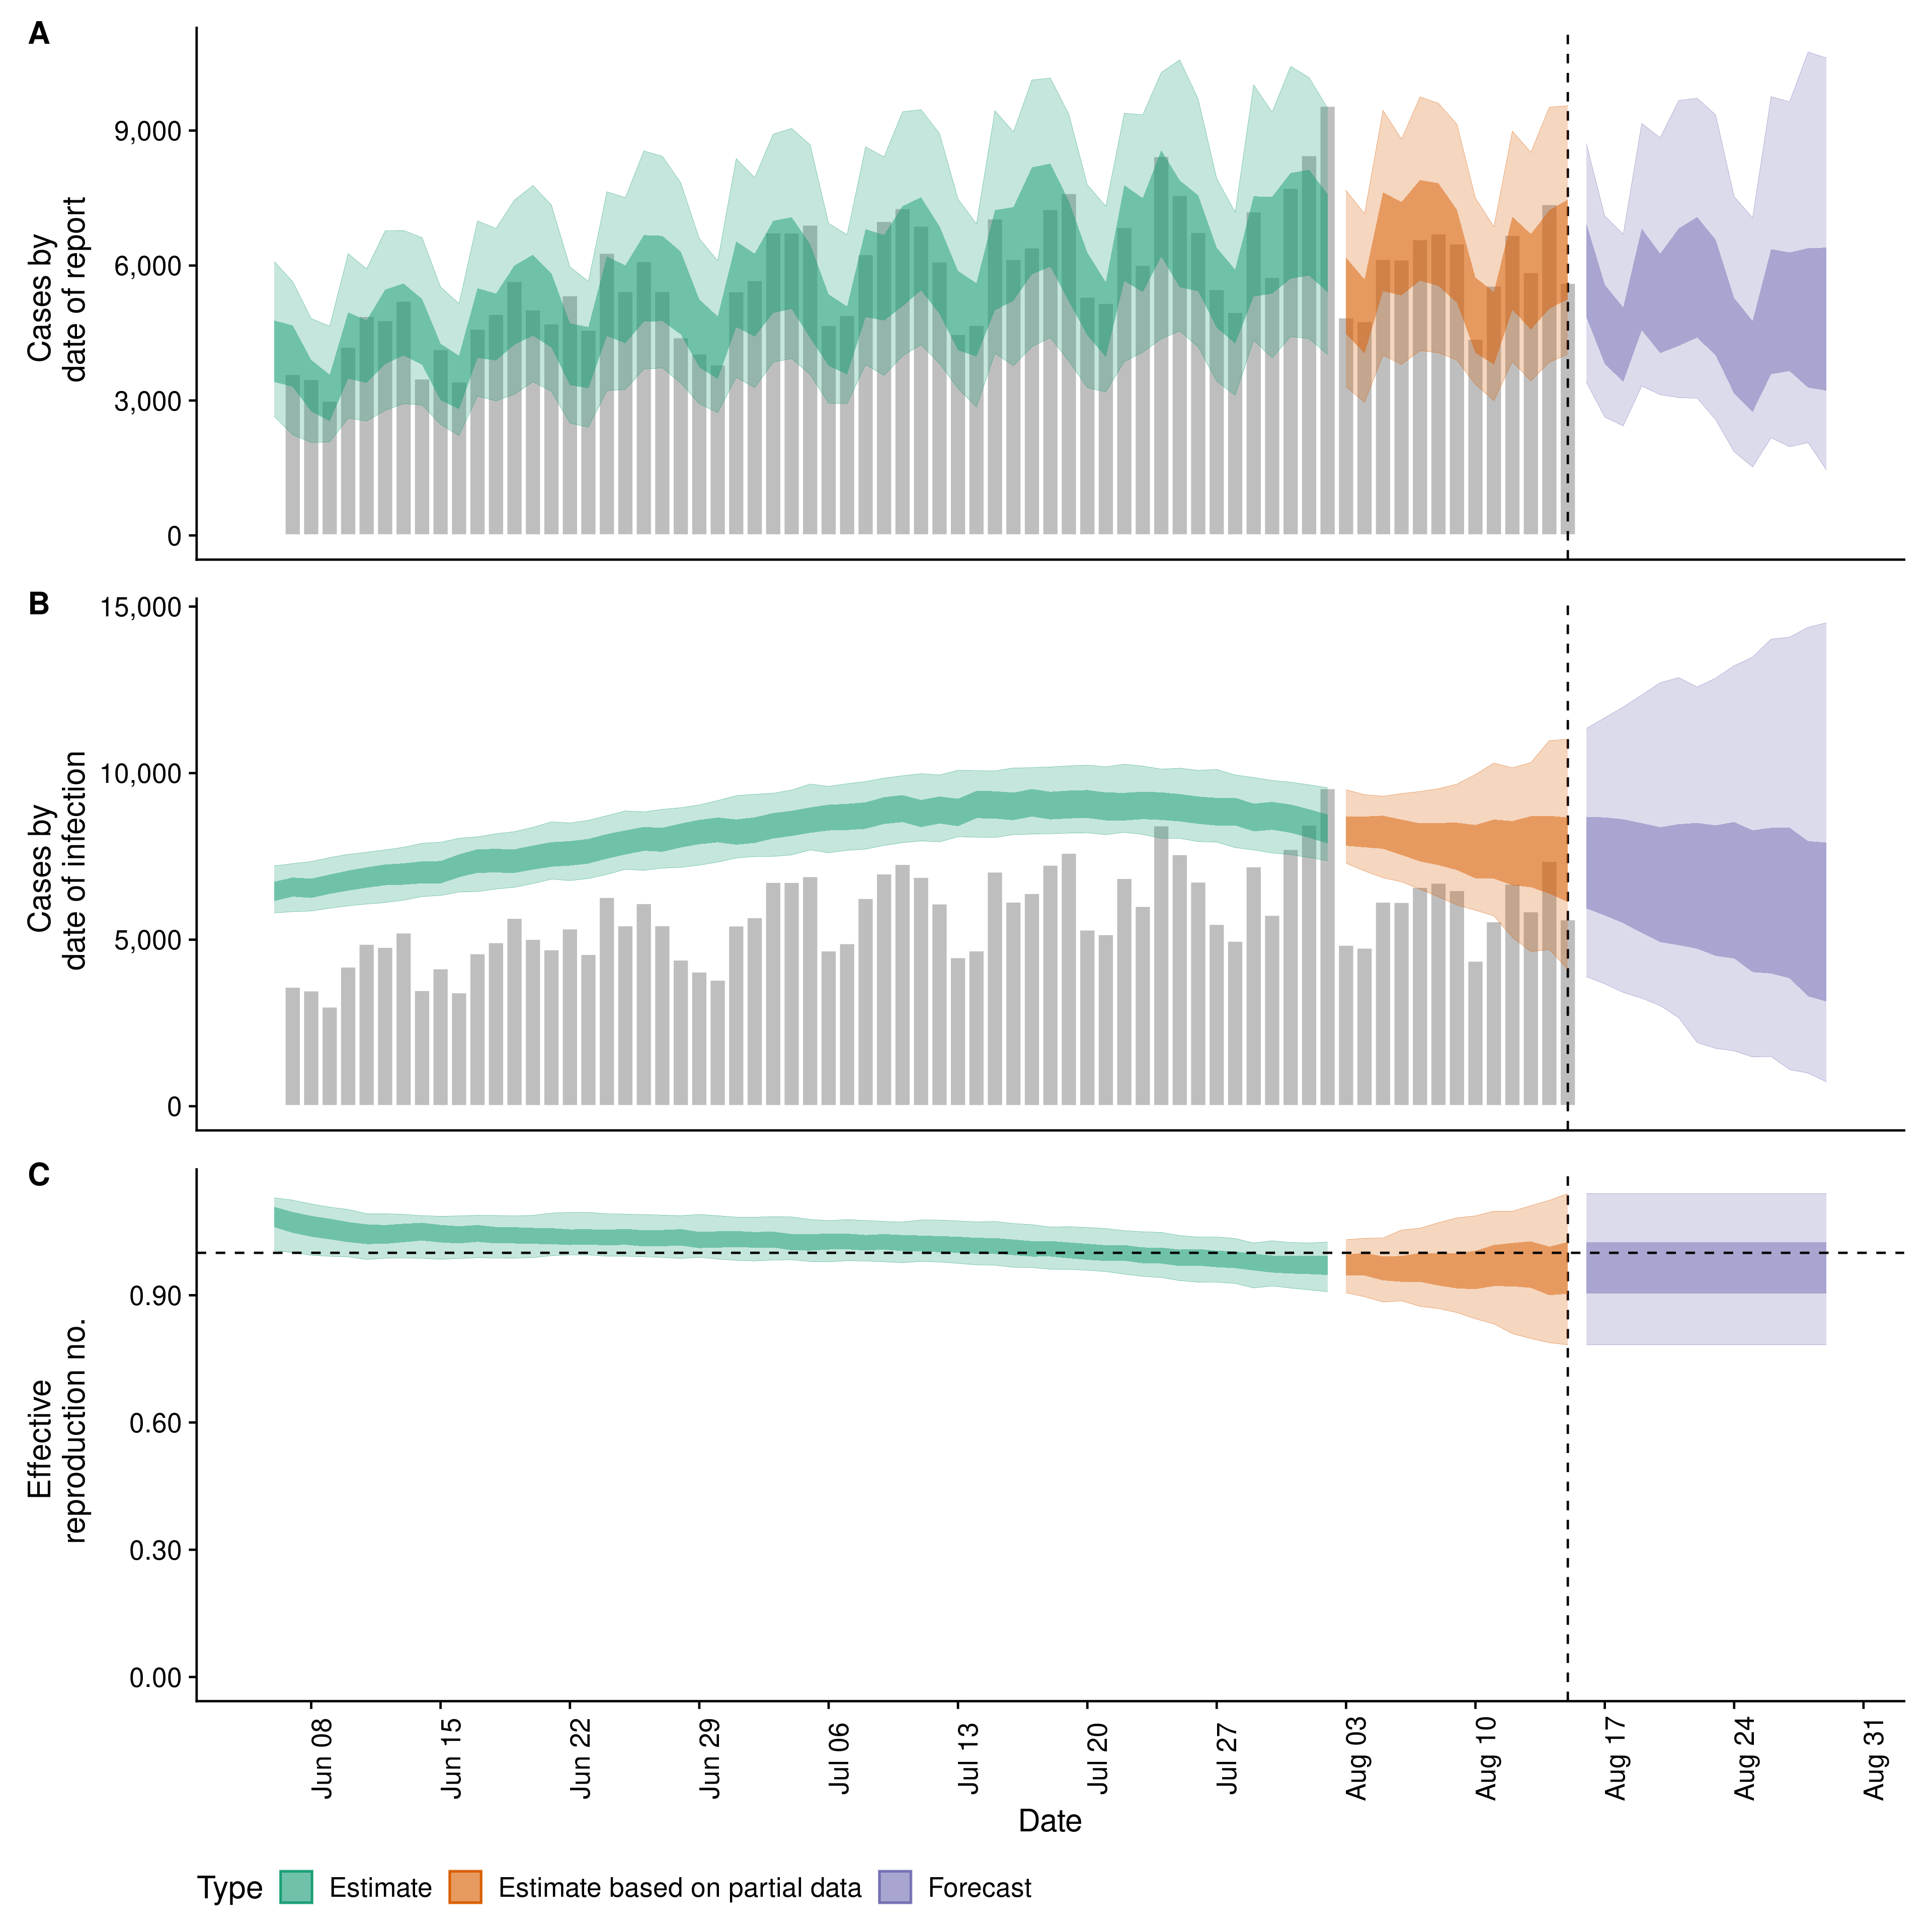 A
Cases by
date of report
9,000
6,000
3,000
0
B
Cases by
date of infection
15,000
10,000
5,000
0
C
Effective
reproduction no.
0.90
0.60
0.30
0.00
Jun 08
Jun 15
Jun 22
Jun 29
Jul 06
Jul 13
Jul 20
Jul 27
Aug 03
Aug 10
Aug 17
Aug 24
Aug 31
Date
Type Estimate Estimate based on partial data Forecast